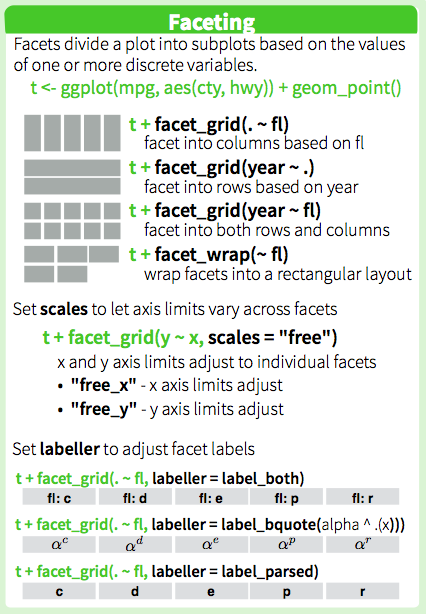 Faceting
Facets divide a plot into subplots based on the values
of one or more discrete variables.
t <- ggplot(mpg, aes(cty, hwy)) + geom_point()
t + facet_grid(. ~ fl)
facet into columns based on fl
t + facet_grid(year ~ .)
facet into rows based on year
t + facet_grid(year ~ fl)
facet into both rows and columns
t + facet_wrap(~ fl)
wrap facets into a rectangular layout
Set scales to let axis limits vary across facets
t + facet_grid(y ~ x, scales = "free")
x and y axis limits adjust to individual facets
• "free_x" - x axis limits adjust
• "free_y" - y axis limits adjust
Set labeller to adjust facet labels
t + facet_grid(. ~ fl, labeller = label_both)
fl: c fl: d fl: e fl: p fl: r
t + facet_grid(. ~ fl, labeller = label_bquote(alpha ^ .(x)))
α^c α^d α^e α^p α^r
t + facet_grid(. ~ fl, labeller = label_parsed)
c d e p r